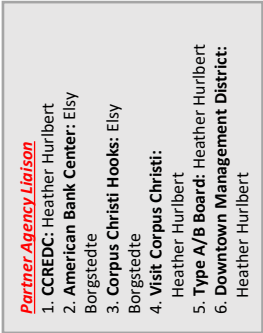 Partner Agency Liaison
1. CCREDC: Heather Hurlbert
2. American Bank Center: Elsy
Borgstedte
3. Corpus Christi Hooks: Elsy
Borgstedte
4. Visit Corpus Christi:
Heather Hurlbert
5. Type A/B Board: Heather Hurlbert
6. Downtown Management District:
Heather Hurlbert